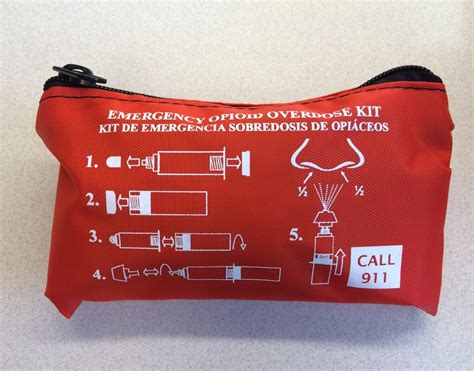 EMERGENCY OPIOID OVERDOSE KIT
KIT DE EMERGENCIA SOBREDOSIS DE OPIÁCEOS
1.
2.
3.
4.
½ ½
5.
CALL
911